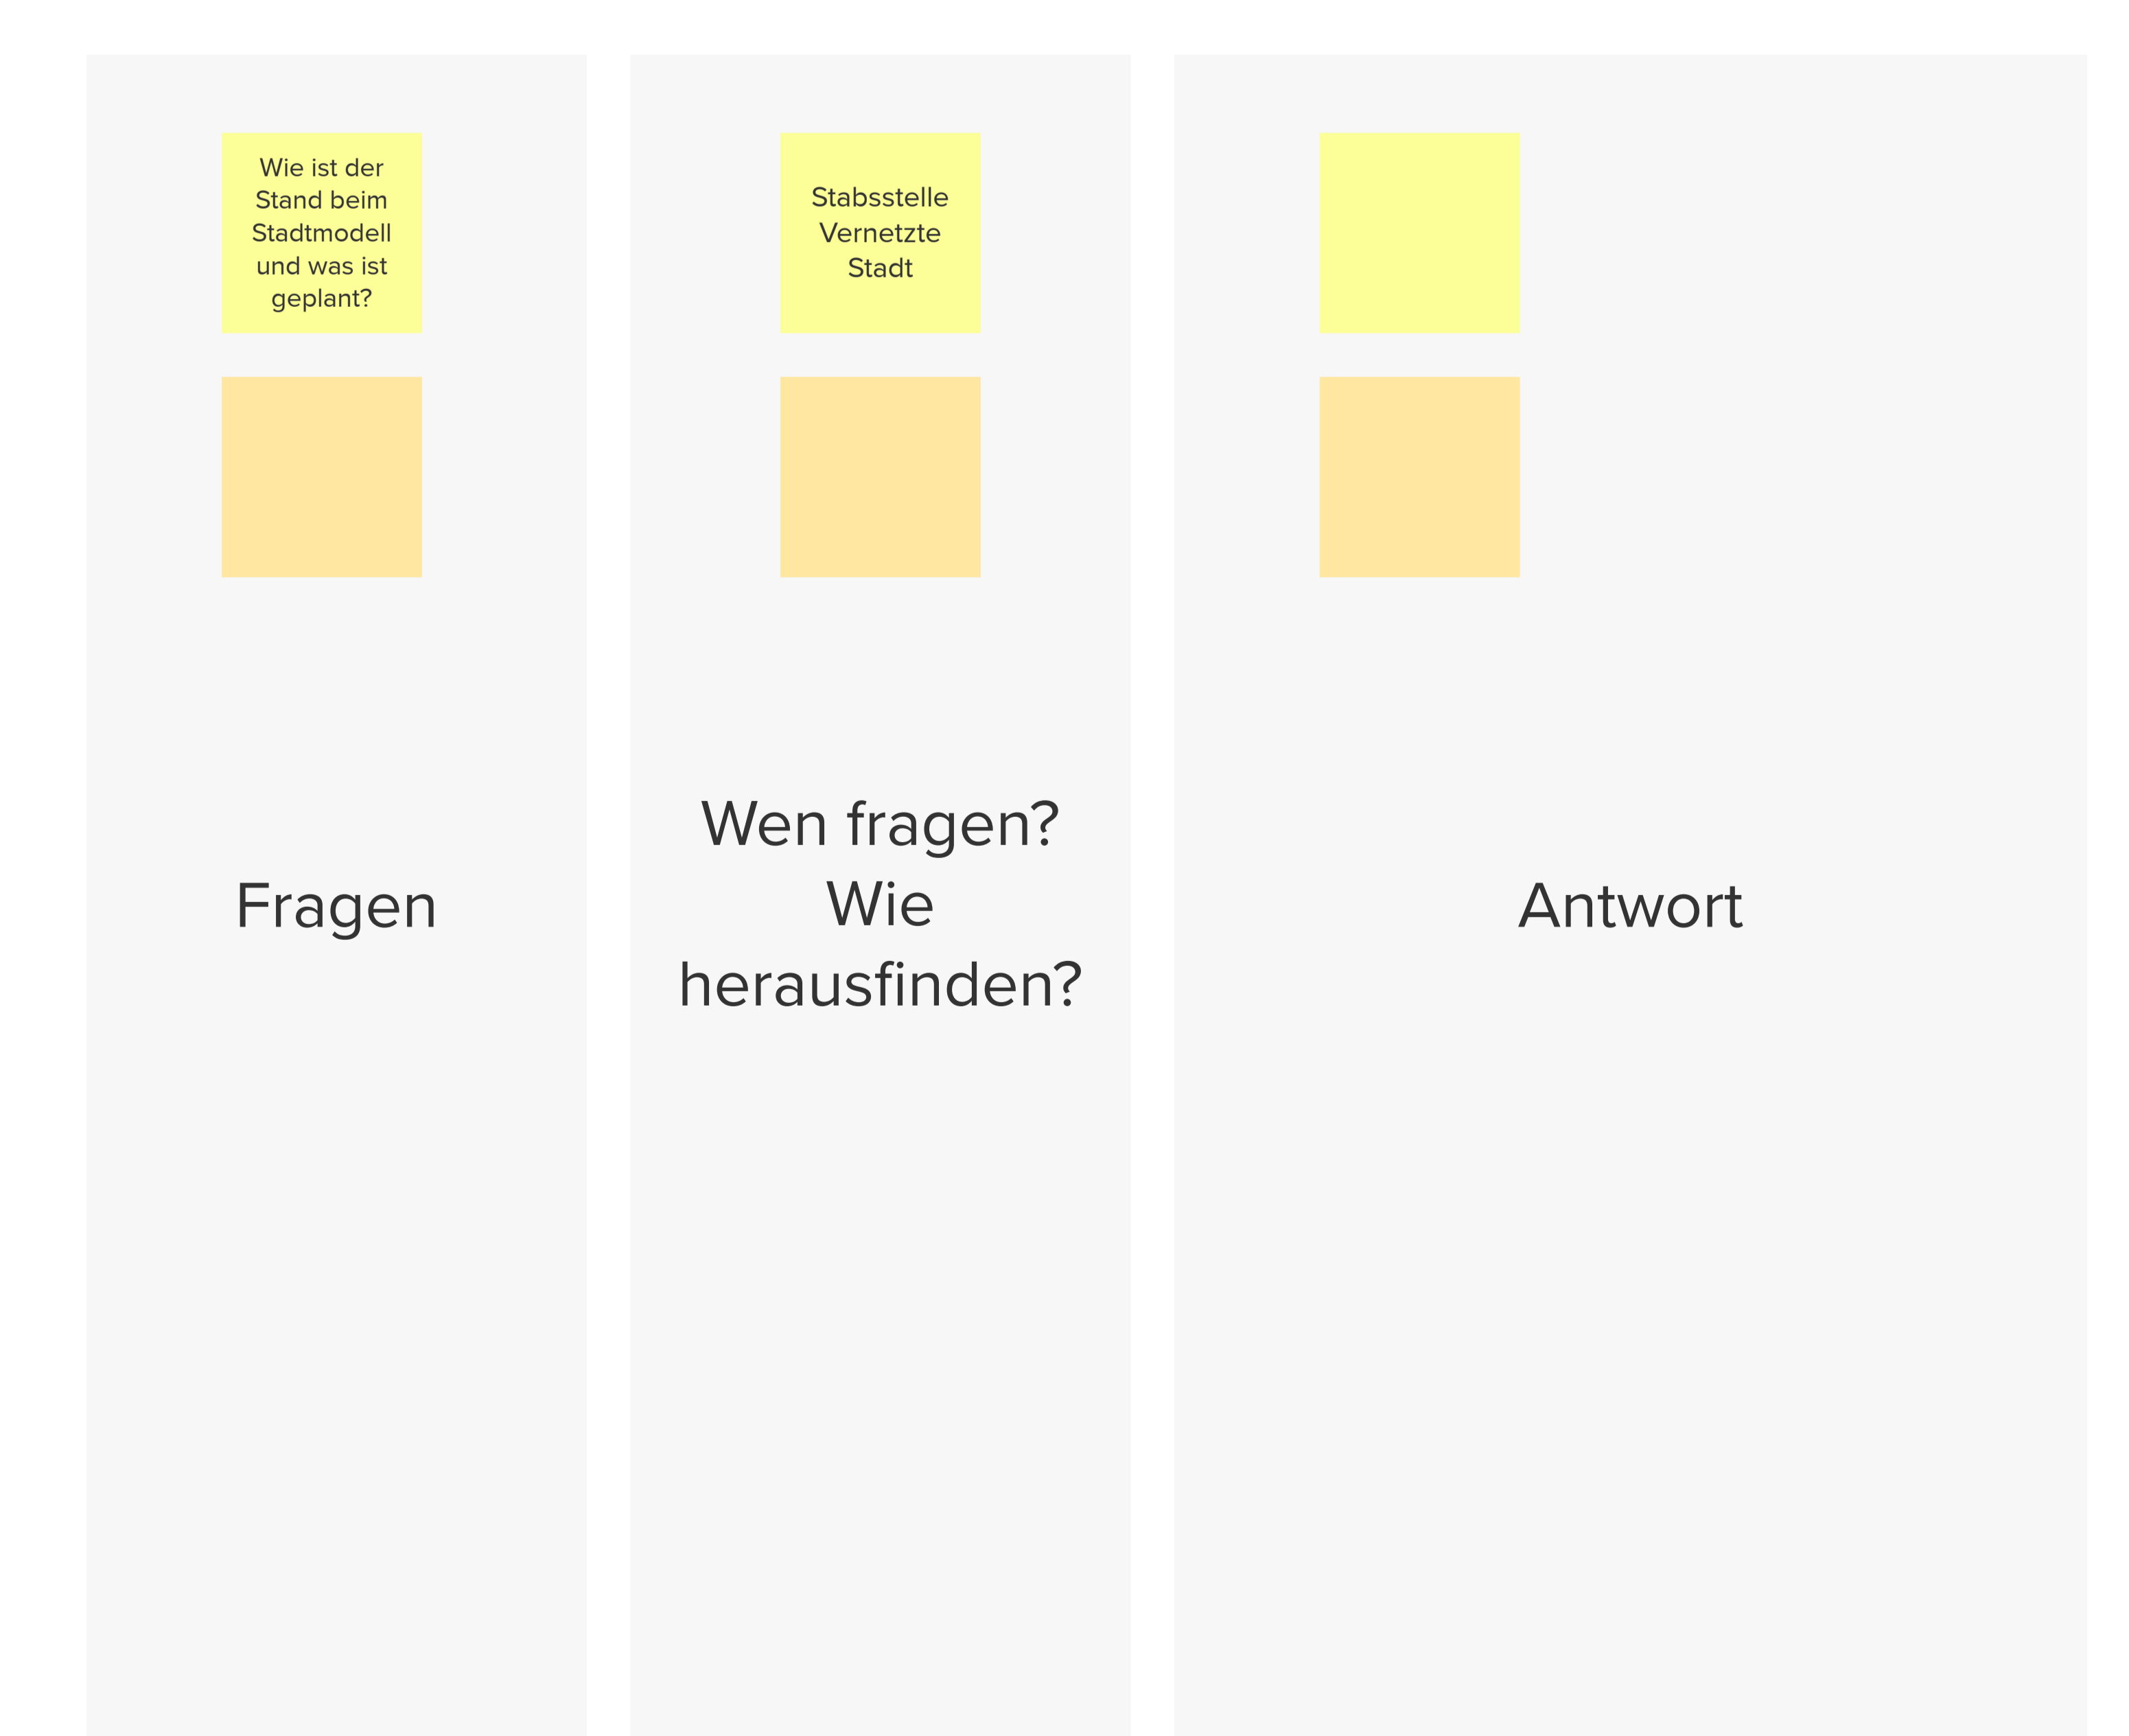 Wie ist der
Stand beim
Stadtmodell
und was ist
geplant?
Stabsstelle
Vernetzte
Stadt
Fragen
Wen fragen?
Wie
herausfinden?
Antwort